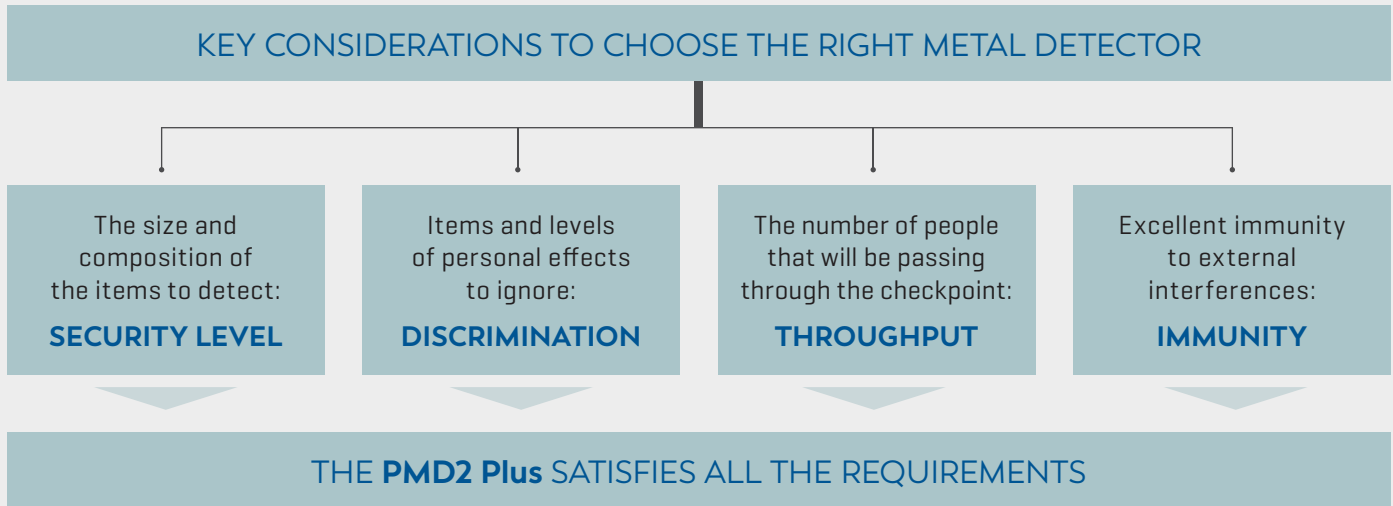 KEY CONSIDERATIONS TO CHOOSE THE RIGHT METAL DETECTOR
The size and
composition of
the items to detect:
SECURITY LEVEL
Items and levels
of personal effects
to ignore:
DISCRIMINATION
The number of people
that will be passing
through the checkpoint:
THROUGHPUT
Excellent immunity
to external
interferences:
IMMUNITY
THE PMD2 Plus SATISFIES ALL THE REQUIREMENTS